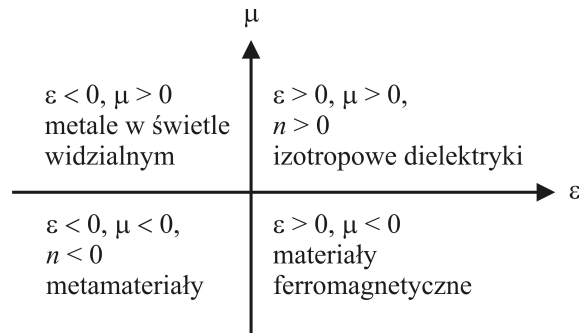 μ
ε < 0, μ > 0
metale w świetle
widzialnym
ε > 0, μ > 0,
n > 0
izotropowe dielektryki
ε
ε < 0, μ < 0,
n < 0
metamateriały
ε > 0, μ < 0
materiały
ferromagnetyczne